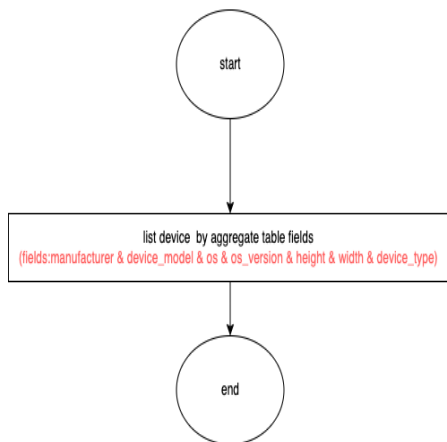 start
list device by aggregate table fields
(fields:manufacturer & device_model & os & os_version & height & width & device_type)
end